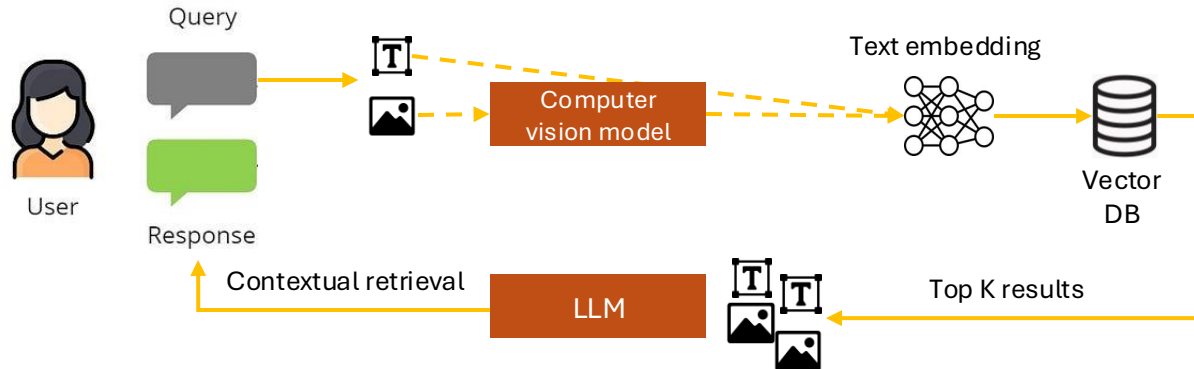 Query
T
Text embedding
Computer
vision model
User
Vector
DB
Response
Contextual retrieval
LLM
T
T
Top K results